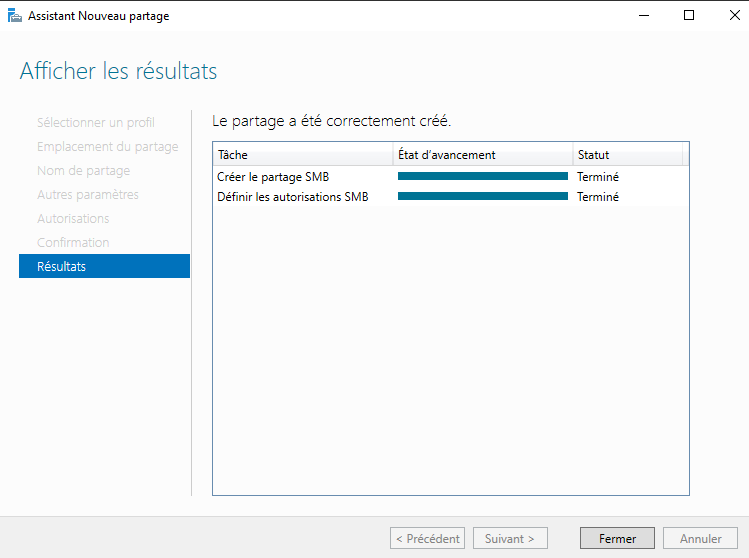 Assistant Nouveau partage
Afficher les résultats
Sélectionner un profil
Emplacement du partage
Nom de partage
Autres paramètres
Autorisations
Confirmation
Résultats
Le partage a été correctement créé.
Tâche État d'avancement Statut
Créer le partage SMB Terminé
Définir les autorisations SMB Terminé
< Précédent Suivant > Fermer Annuler